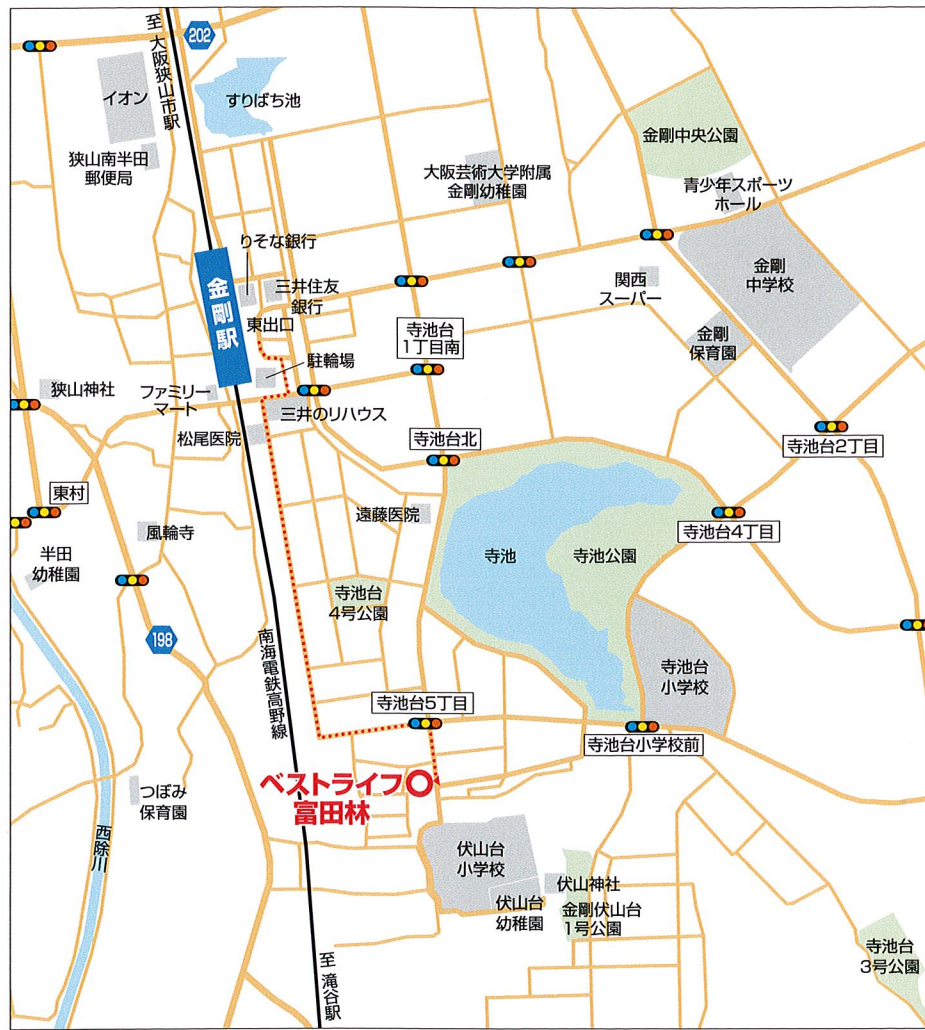 至 大阪狭山市駅
202
イオン
すりばち池
狭山南半田
郵便局
大阪芸術大学附属
金剛幼稚園
金剛中央公園
青少年スポーツ
ホール
りそな銀行
三井住友
銀行
金剛駅
東出口
関西
スーパー
金剛
中学校
寺池台
1丁目南
金剛
保育園
駐輪場
狭山神社
ファミリー
マート
三井のリハウス
松尾医院
寺池台北
寺池台2丁目
東村
遠藤医院
寺池台4丁目
風輪寺
半田
幼稚園
寺池
寺池公園
寺池台
4号公園
198
南海電鉄高野線
寺池台
小学校
寺池台5丁目
寺池台小学校前
ベストライフ
富田林
つぼみ
保育園
西除川
伏山台
小学校
伏山台
幼稚園
伏山神社
金剛伏山台
1号公園
寺池台
3号公園
至 滝谷駅